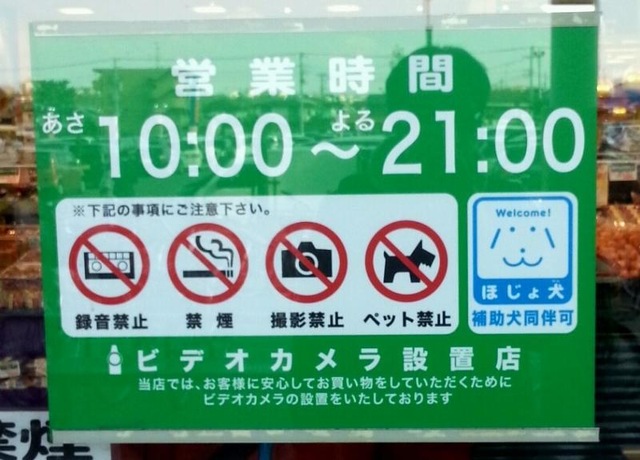 営業時間
あさ 10:00 ～ よる 21:00
※下記の事項にご注意下さい。
録音禁止 禁煙 撮影禁止 ペット禁止
Welcome!
ほじょ犬
補助犬同伴可
ビデオカメラ設置店
当店では、お客様に安心してお買い物をしていただくために
ビデオカメラの設置をいたしております
禁煙